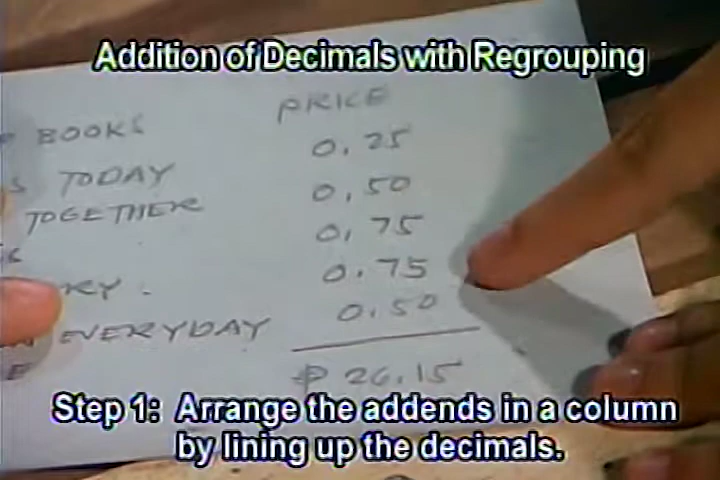 Addition of Decimals with Regrouping
PRICE
BOOKS 0.25
TODAY 0.50
TOGETHER 0.75
0.75
EVERYDAY 0.50
₱ 26.15
Step 1: Arrange the addends in a column
by lining up the decimals.